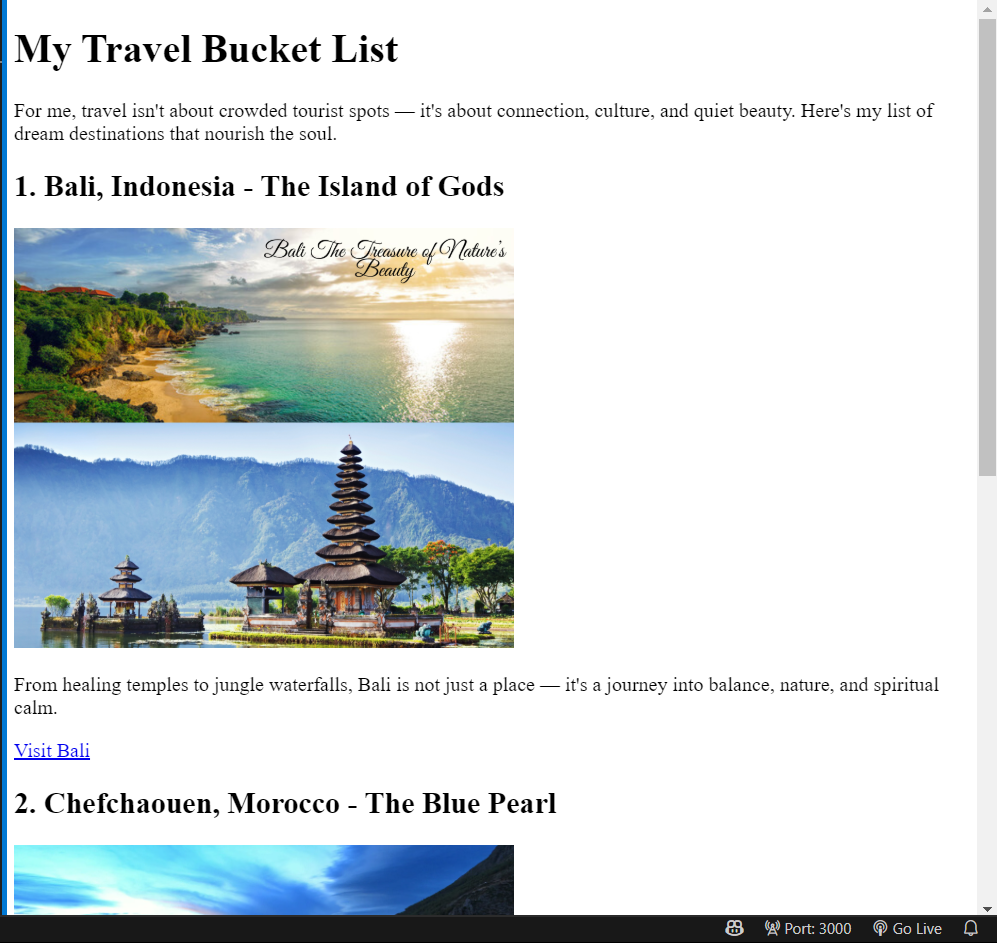 My Travel Bucket List
For me, travel isn't about crowded tourist spots — it's about connection, culture, and quiet beauty. Here's my list of
dream destinations that nourish the soul.
1. Bali, Indonesia - The Island of Gods
Bali The Treasure of Nature's
Beauty
From healing temples to jungle waterfalls, Bali is not just a place — it's a journey into balance, nature, and spiritual
calm.
Visit Bali
2. Chefchaouen, Morocco - The Blue Pearl
Port: 3000 Go Live